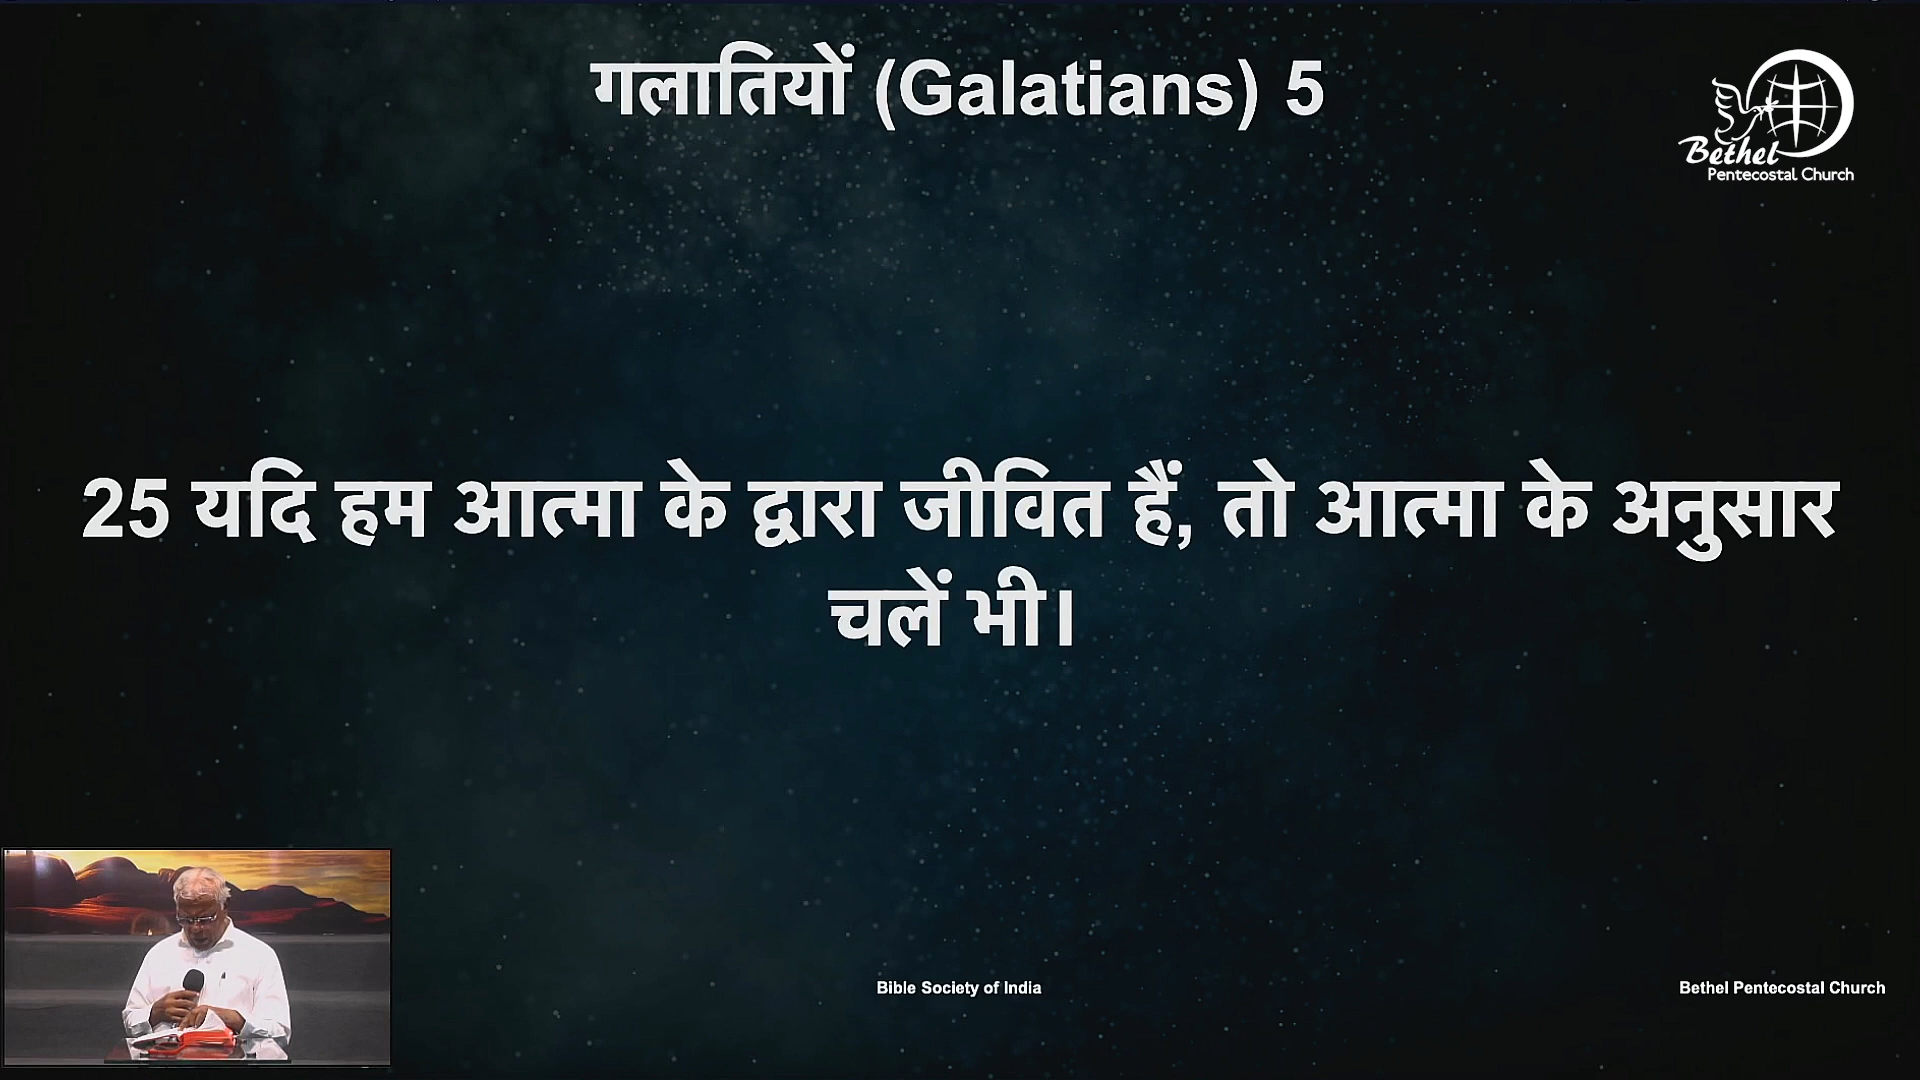 गलातियों (Galatians) 5
Bethel
Pentecostal Church
25 यदि हम आत्मा के द्वारा जीवित हैं, तो आत्मा के अनुसार
चलें भी।
Bible Society of India
Bethel Pentecostal Church